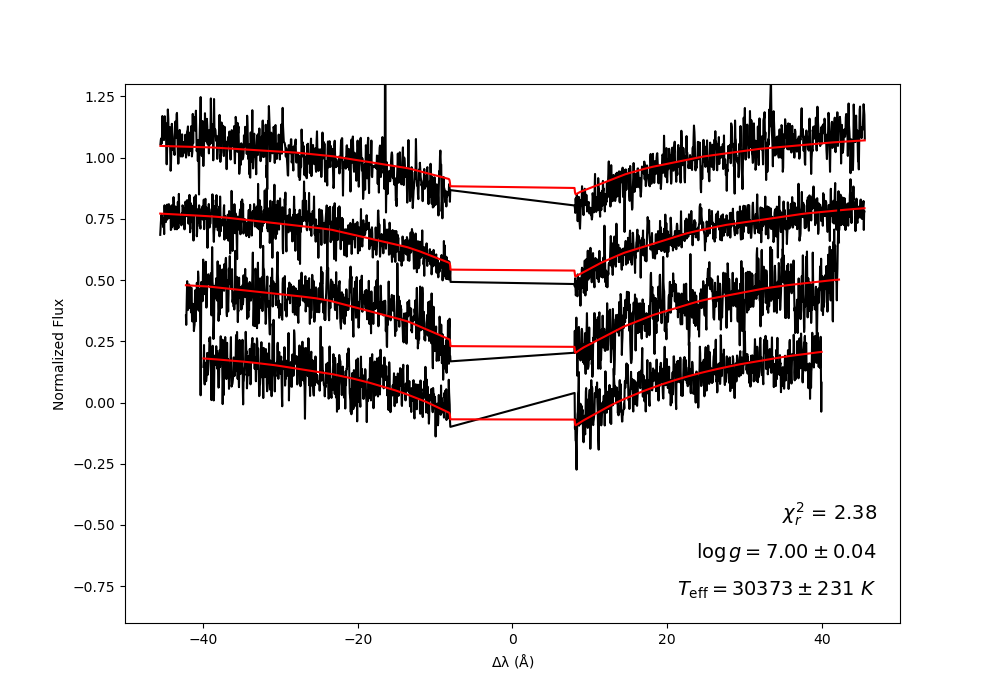 1.25
1.00
0.75
0.50
0.25
0.00
−0.25
−0.50
−0.75
Normalized Flux
χ²ᵣ = 2.38
log g = 7.00 ± 0.04
T_eff = 30373 ± 231 K
−40
−20
0
20
40
Δλ (Å)